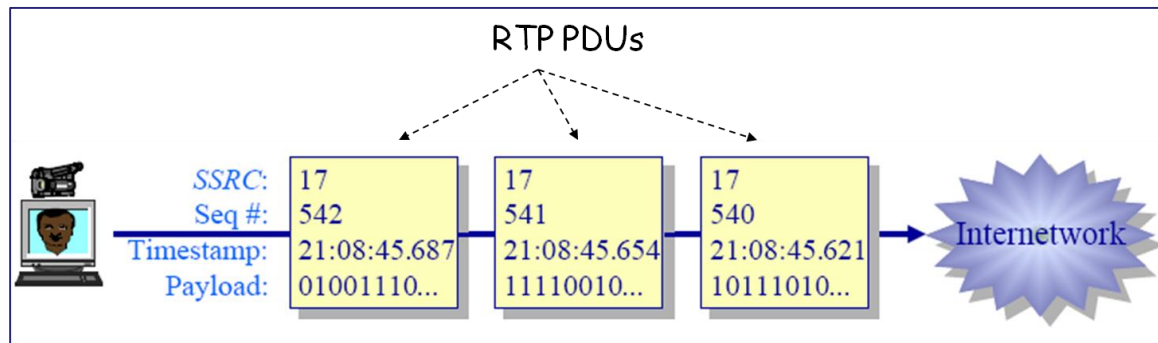 RTP PDUs
SSRC: 17 17 17
Seq #: 542 541 540
Timestamp: 21:08:45.687 21:08:45.654 21:08:45.621
Payload: 01001110... 11110010... 10111010...
Internetwork